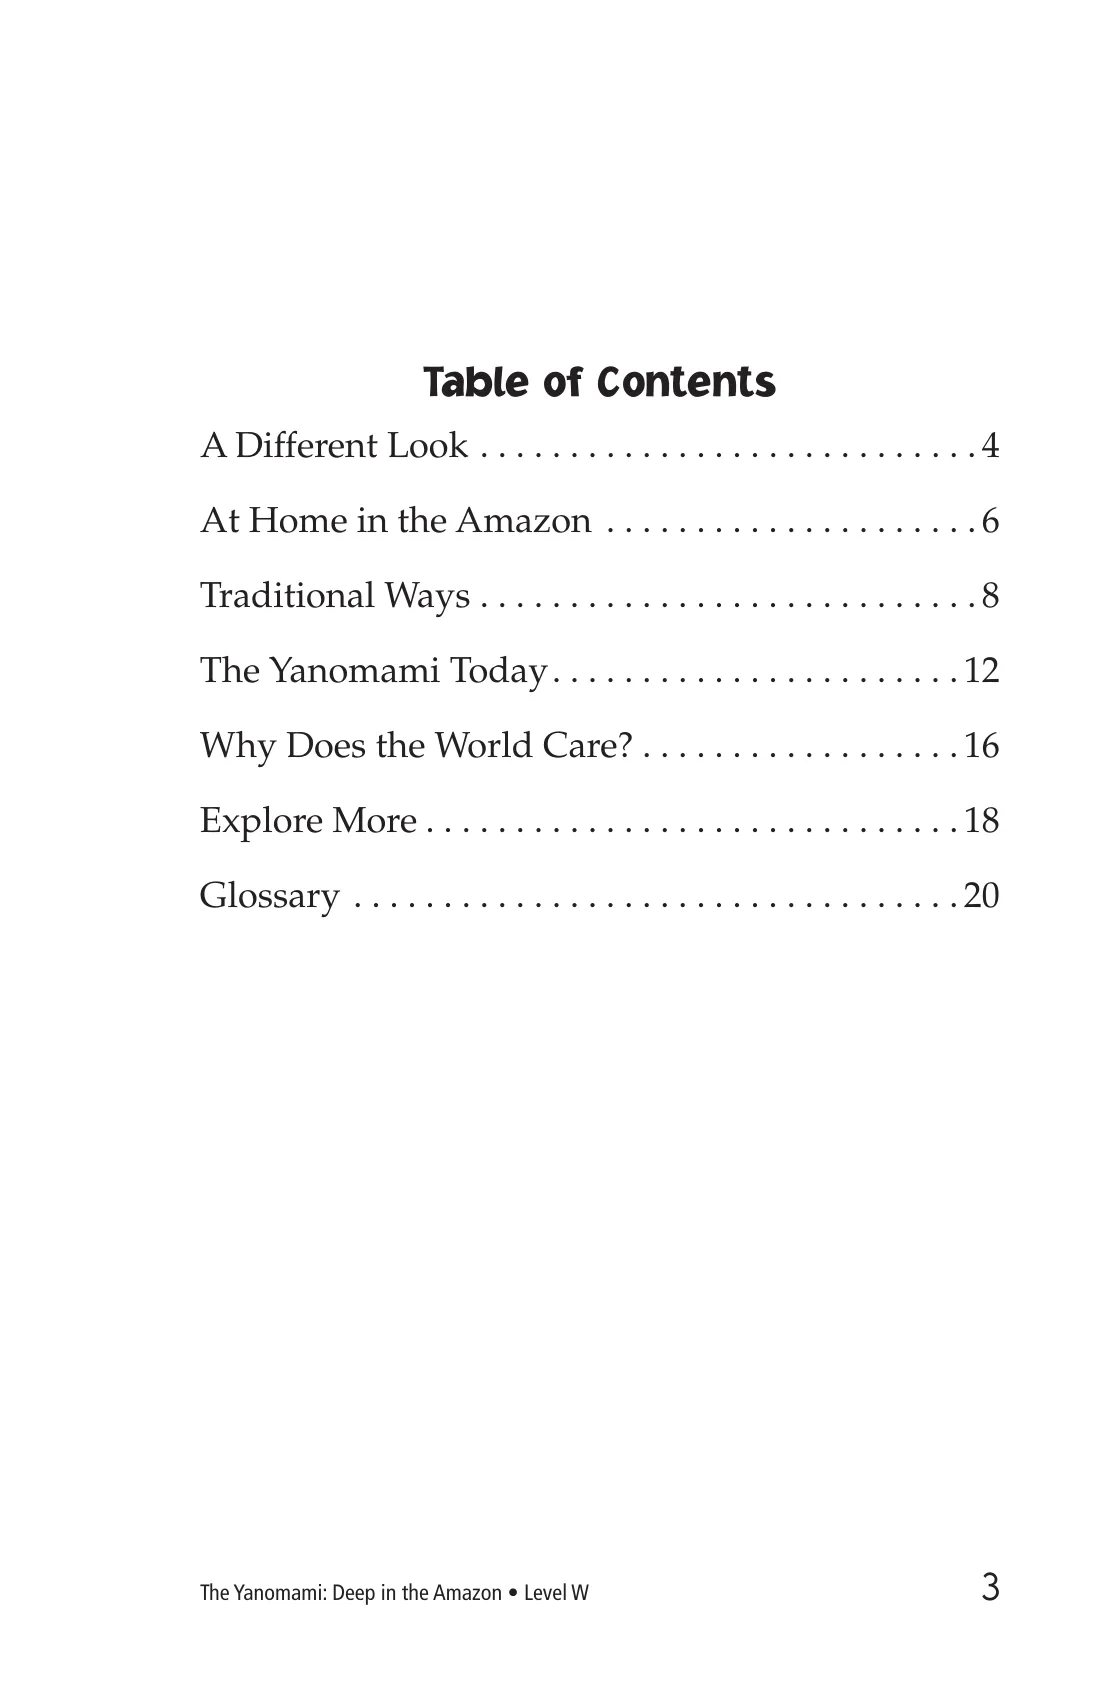 Table of Contents
A Different Look . . . . . . . . . . . . . . . . . . . . . . . . . . . . 4
At Home in the Amazon . . . . . . . . . . . . . . . . . . . . . 6
Traditional Ways . . . . . . . . . . . . . . . . . . . . . . . . . . . . 8
The Yanomami Today . . . . . . . . . . . . . . . . . . . . . . . 12
Why Does the World Care? . . . . . . . . . . . . . . . . . . 16
Explore More . . . . . . . . . . . . . . . . . . . . . . . . . . . . . . 18
Glossary . . . . . . . . . . . . . . . . . . . . . . . . . . . . . . . . . . 20
The Yanomami: Deep in the Amazon • Level W 3